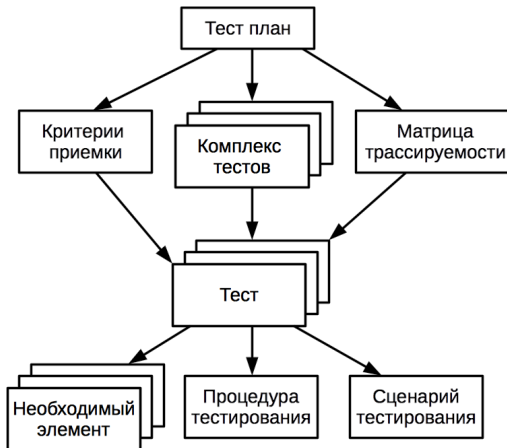 Тест план
Критерии
приемки
Комплекс
тестов
Матрица
трассируемости
Тест
Необходимый
элемент
Процедура
тестирования
Сценарий
тестирования